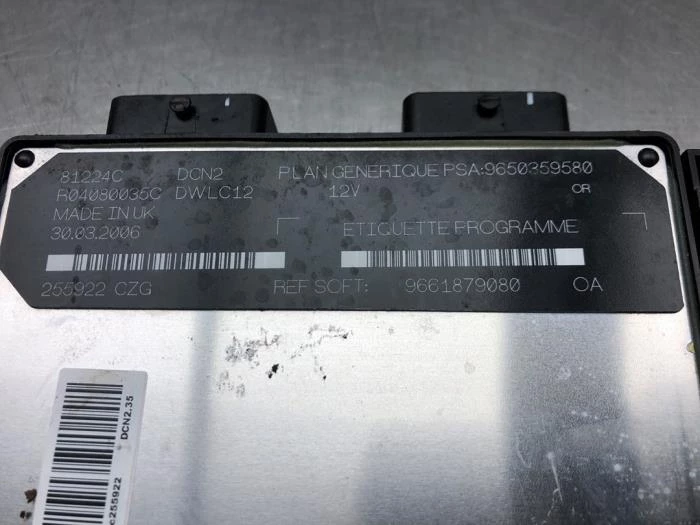 81224C DCN2 PLAN GENERIQUE PSA:9650359580
R04080035C DWLC12 12V OR
MADE IN UK
30.03.2006 ETIQUETTE PROGRAMME
255922 CZG REF SOFT: 9661879080 OA
DCN2.35
c255922